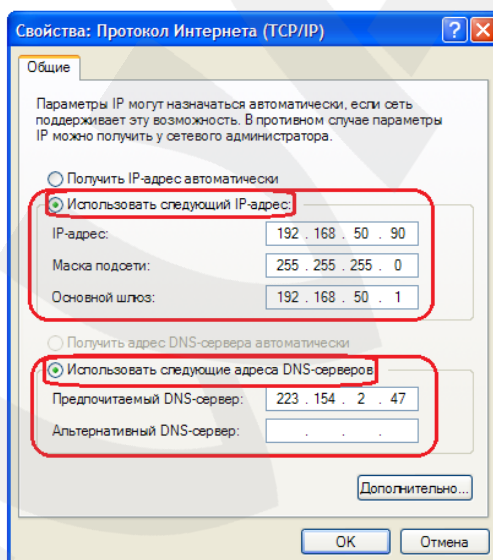 Свойства: Протокол Интернета (TCP/IP)
Общие
Параметры IP могут назначаться автоматически, если сеть
поддерживает эту возможность. В противном случае параметры
IP можно получить у сетевого администратора.
Получить IP-адрес автоматически
Использовать следующий IP-адрес:
IP-адрес: 192 . 168 . 50 . 90
Маска подсети: 255 . 255 . 255 . 0
Основной шлюз: 192 . 168 . 50 . 1
Получить адрес DNS-сервера автоматически
Использовать следующие адреса DNS-серверов
Предпочитаемый DNS-сервер: 223 . 154 . 2 . 47
Альтернативный DNS-сервер: . . .
Дополнительно...
OK Отмена